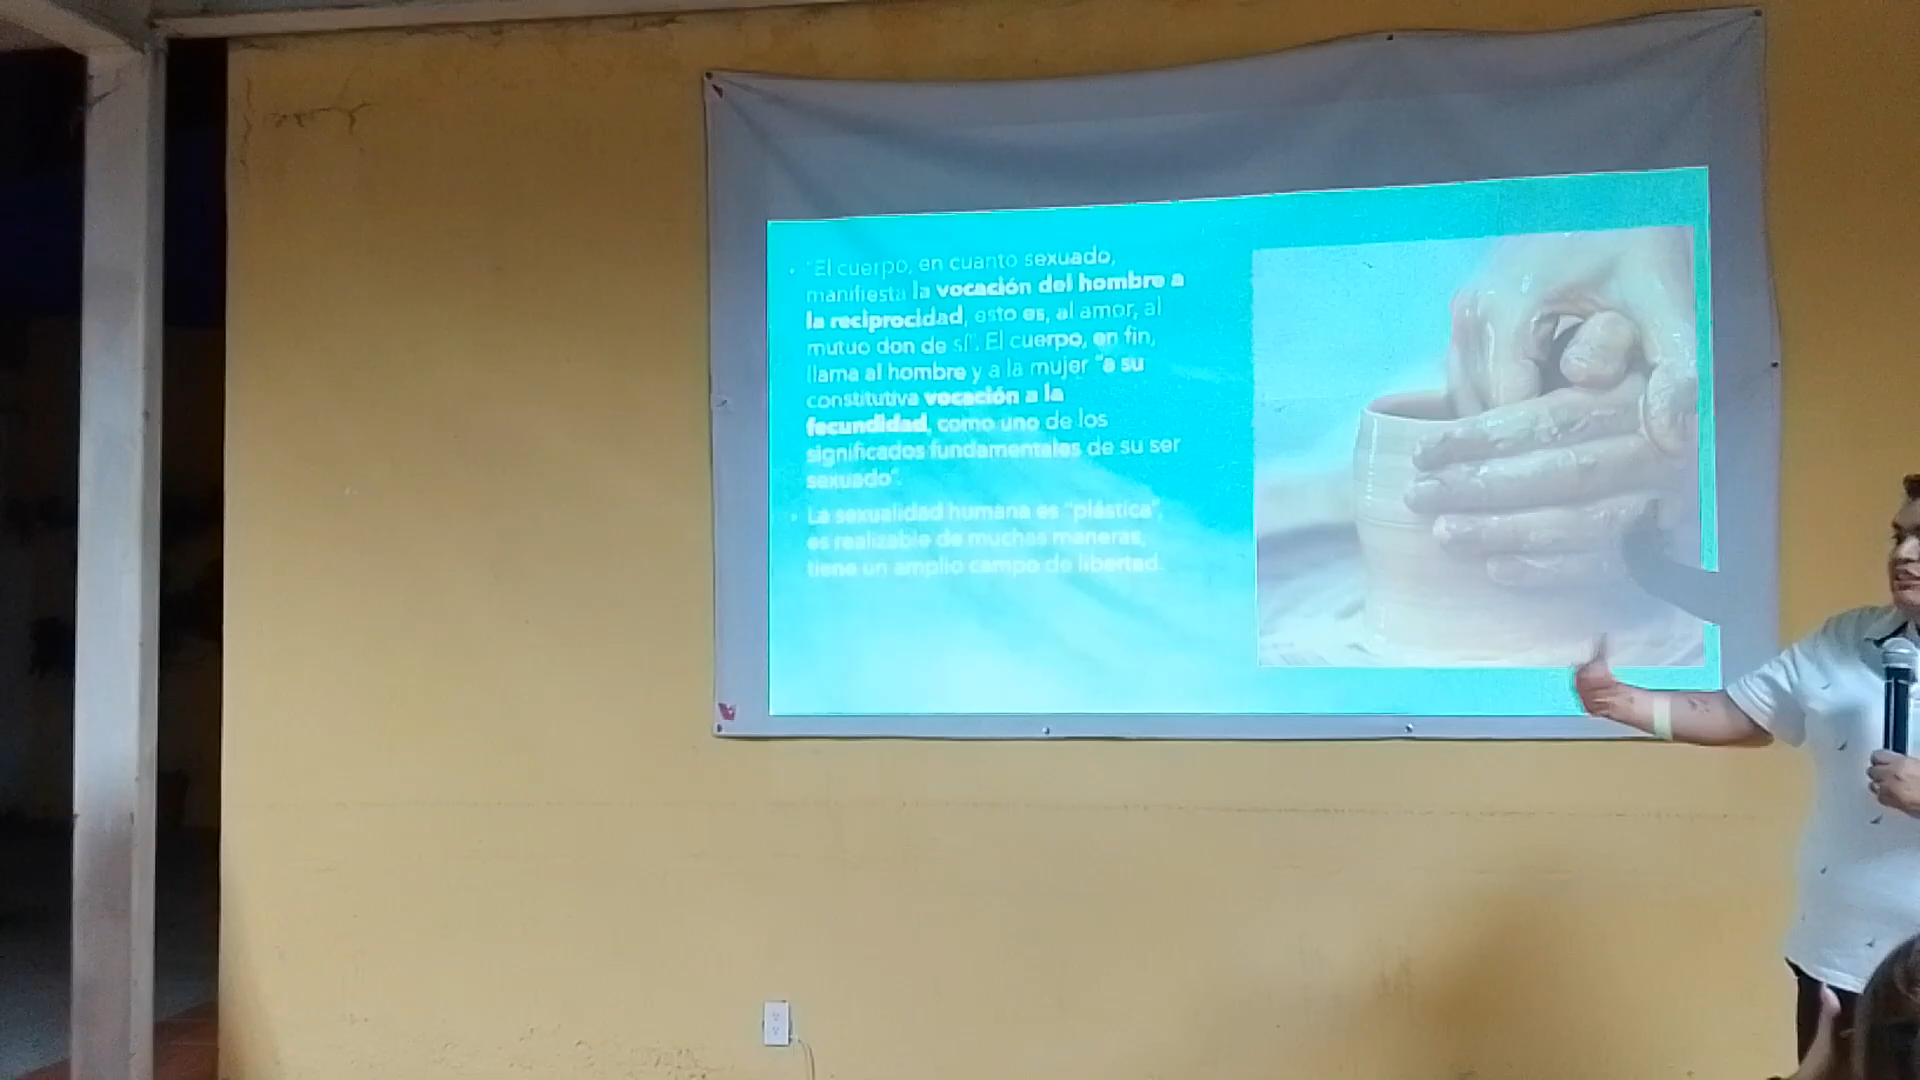 • "El cuerpo, en cuanto sexuado,
manifiesta la vocación del hombre a
la reciprocidad, esto es, al amor, al
mutuo don de sí". El cuerpo, en fin,
llama al hombre y a la mujer "a su
constitutiva vocación a la
fecundidad, como uno de los
significados fundamentales de su ser
sexuado".
• La sexualidad humana es "plástica",
es realizable de muchas maneras,
tiene un amplio campo de libertad.